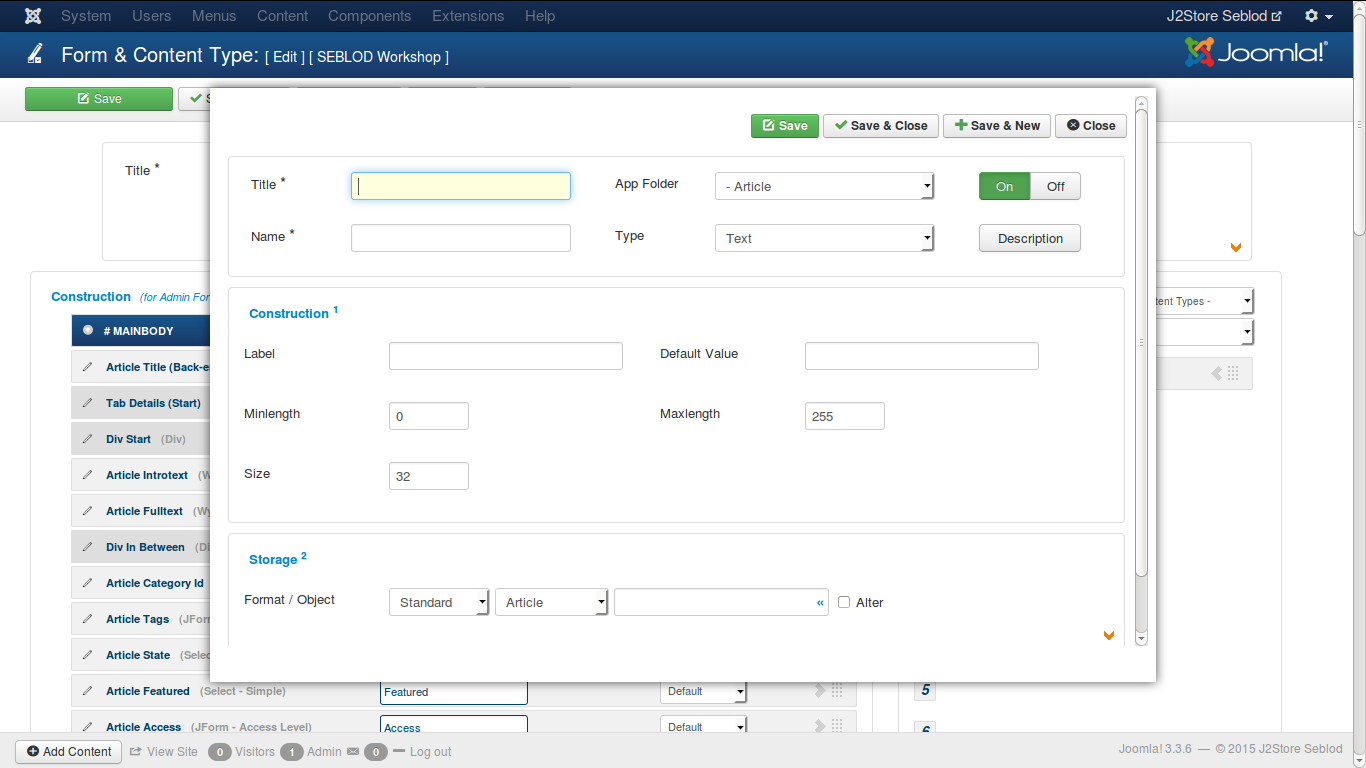 System Users Menus Content Components Extensions Help J2Store Seblod
Form & Content Type: [ Edit ] [ SEBLOD Workshop ] Joomla!®
Save
Save Save & Close Save & New Close
Title * Title * App Folder - Article On Off
Name * Type Text Description
Construction (for Admin For Construction 1 tent Types -
# MAINBODY
Label Default Value
Article Title (Back-e
Tab Details (Start)
Minlength 0 Maxlength 255
Div Start (Div)
Article Introtext (W
Size 32
Article Fulltext (Wy
Div In Between (Di
Storage 2
Article Category Id
Format / Object Standard Article « Alter
Article Tags (JFor
Article State (Selec
Article Featured (Select - Simple) Featured Default 5
Article Access (JForm - Access Level) Access Default 6
Add Content View Site 0 Visitors 1 Admin 0 Log out Joomla! 3.3.6 — © 2015 J2Store Seblod